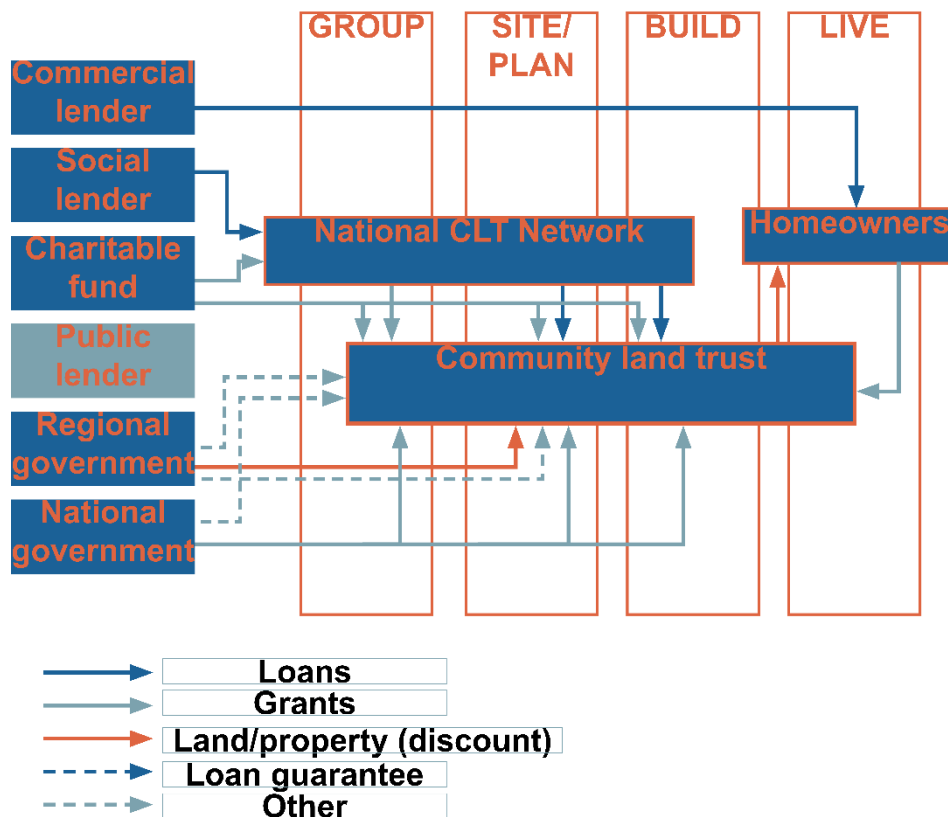 GROUP
SITE/
PLAN
BUILD
LIVE
Commercial
lender
Social
lender
National CLT Network
Homeowners
Charitable
fund
Public
lender
Community land trust
Regional
government
National
government
Loans
Grants
Land/property (discount)
Loan guarantee
Other